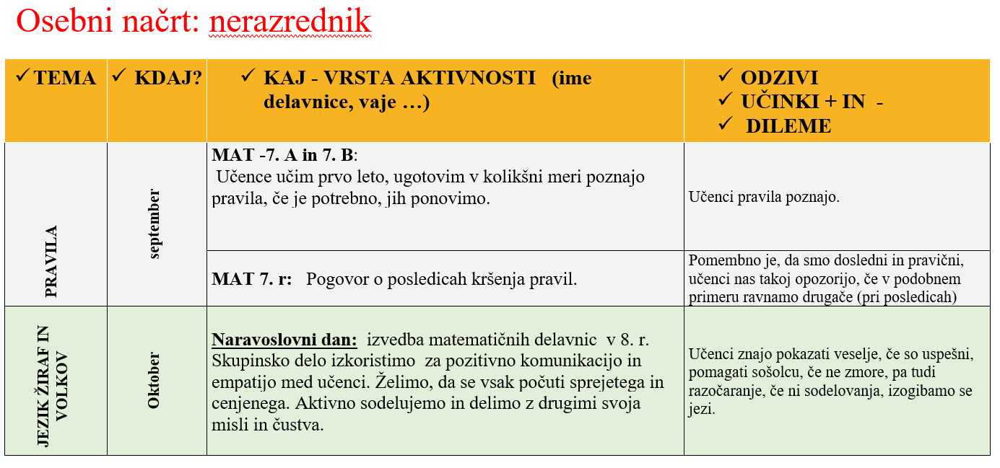 Osebni načrt: nerazrednik
✓ TEMA
✓ KDAJ?
✓ KAJ - VRSTA AKTIVNOSTI (ime
delavnice, vaje …)
✓ ODZIVI
✓ UČINKI + IN -
✓ DILEME
PRAVILA
september
MAT -7. A in 7. B:
Učence učim prvo leto, ugotovim v kolikšni meri poznajo
pravila, če je potrebno, jih ponovimo.
Učenci pravila poznajo.
MAT 7. r: Pogovor o posledicah kršenja pravil.
Pomembno je, da smo dosledni in pravični,
učenci nas takoj opozorijo, če v podobnem
primeru ravnamo drugače (pri posledicah)
JEZIK ŽIRAF IN
VOLKOV
Oktober
Naravoslovni dan: izvedba matematičnih delavnic v 8. r.
Skupinsko delo izkoristimo za pozitivno komunikacijo in
empatijo med učenci. Želimo, da se vsak počuti sprejetega in
cenjenega. Aktivno sodelujemo in delimo z drugimi svoja
misli in čustva.
Učenci znajo pokazati veselje, če so uspešni,
pomagati sošolcu, če ne zmore, pa tudi
razočaranje, če ni sodelovanja, izogibamo se
jezi.